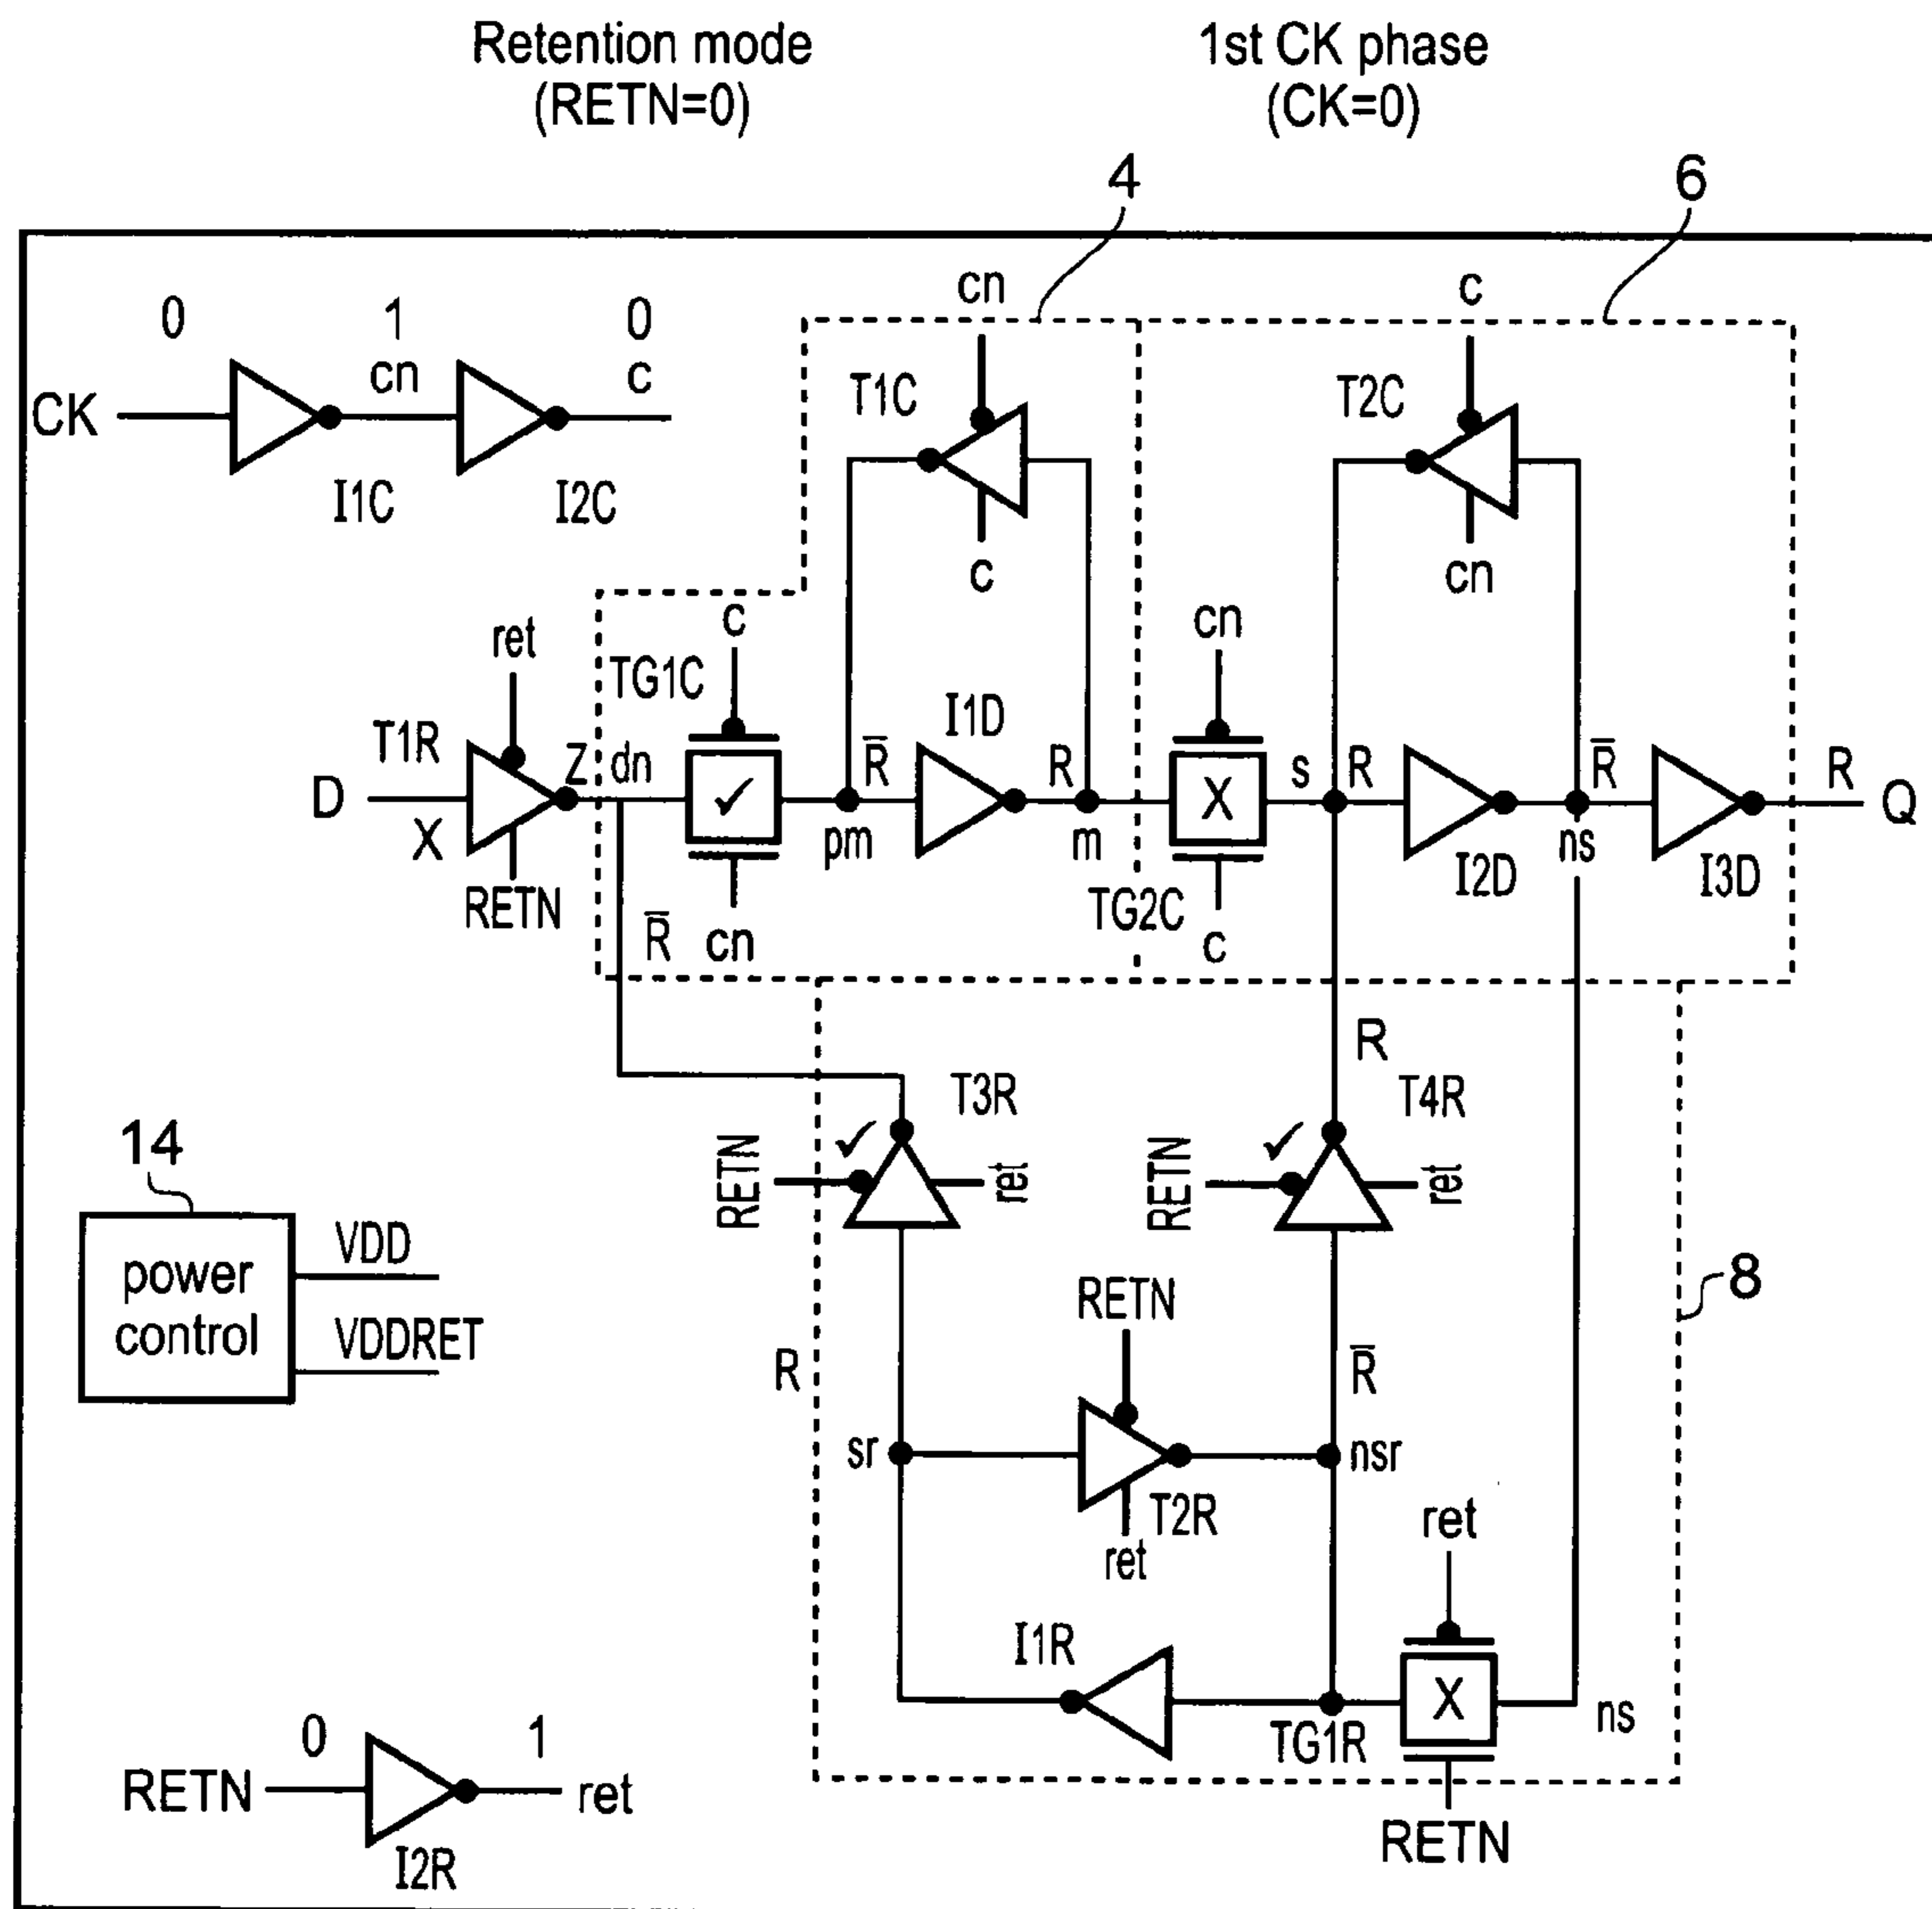 Retention mode
(RETN=0)
1st CK phase
(CK=0)
4
6
0
1
0
cn
c
CK
cn
c
I1C
I2C
T1C
T2C
c
cn
ret
TG1C
c
cn
T1R
I1D
D
X
Z
dn
✓
R̅
R
X
s
R
R̅
R
Q
pm
m
ns
RETN
R̅
cn
TG2C
c
I2D
I3D
R
T3R
T4R
✓
✓
RETN
ret
RETN
ret
14
power
control
VDD
VDDRET
8
RETN
R
R̅
sr
nsr
T2R
ret
ret
I1R
X
TG1R
ns
RETN
0
1
RETN
ret
I2R